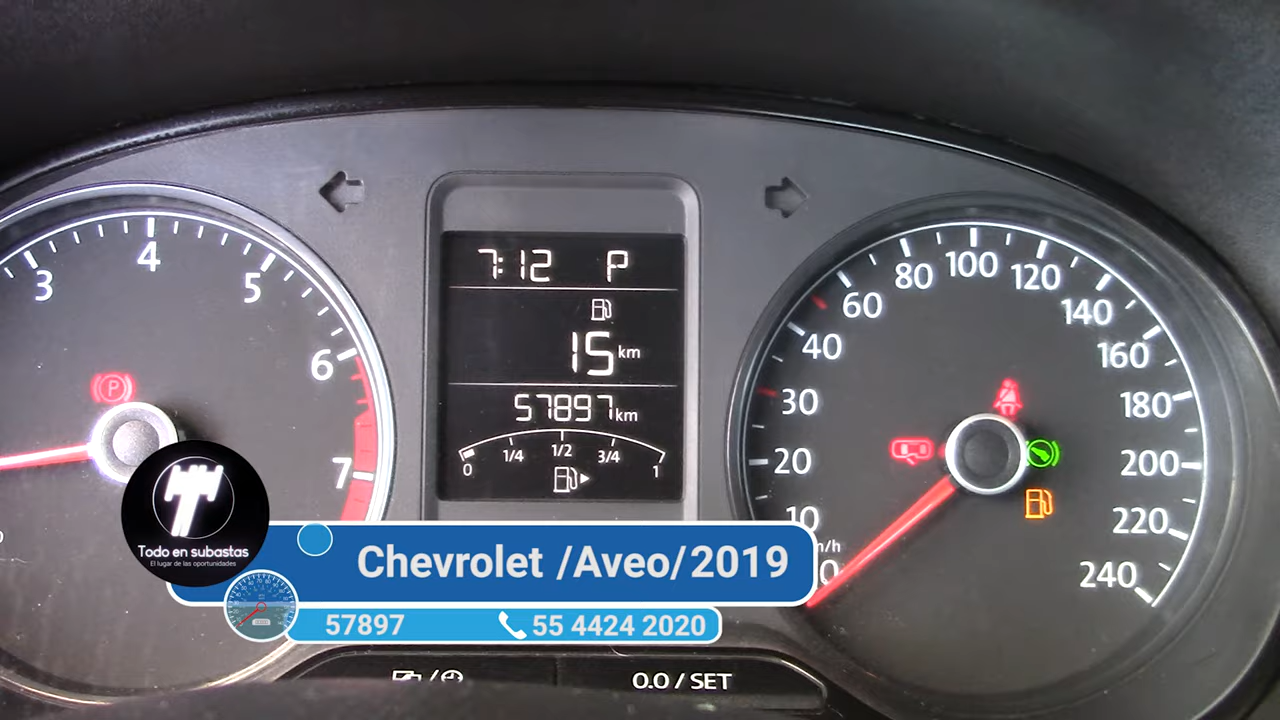 7:12 P
15 km
57897 km
0 1/4 1/2 3/4 1
3 4 5 6 7
P
10 20 30 40 60 80 100 120 140 160 180 200 220 240
0
m/h
Todo en subastas
El lugar de las oportunidades
Chevrolet /Aveo/2019
57897
55 4424 2020
0.0 / SET